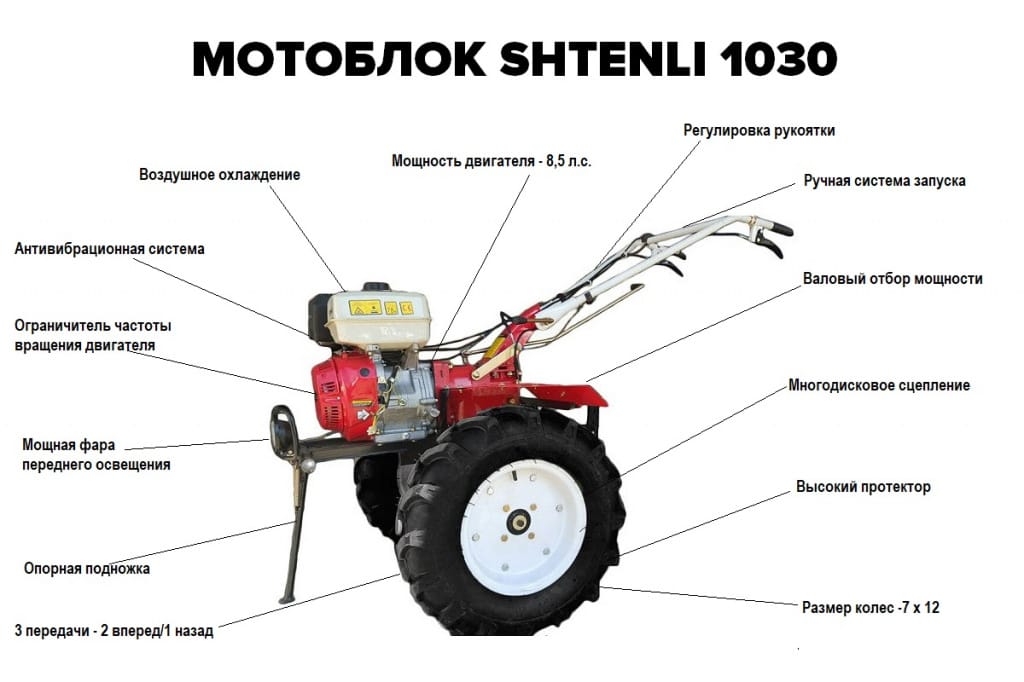 МОТОБЛОК SHTENLI 1030
Регулировка рукоятки
Мощность двигателя - 8,5 л.с.
Воздушное охлаждение
Ручная система запуска
Антивибрационная система
Валовый отбор мощности
Ограничитель частоты
вращения двигателя
Многодисковое сцепление
Мощная фара
переднего освещения
Высокий протектор
Опорная подножка
Размер колес -7 x 12
3 передачи - 2 вперед/1 назад